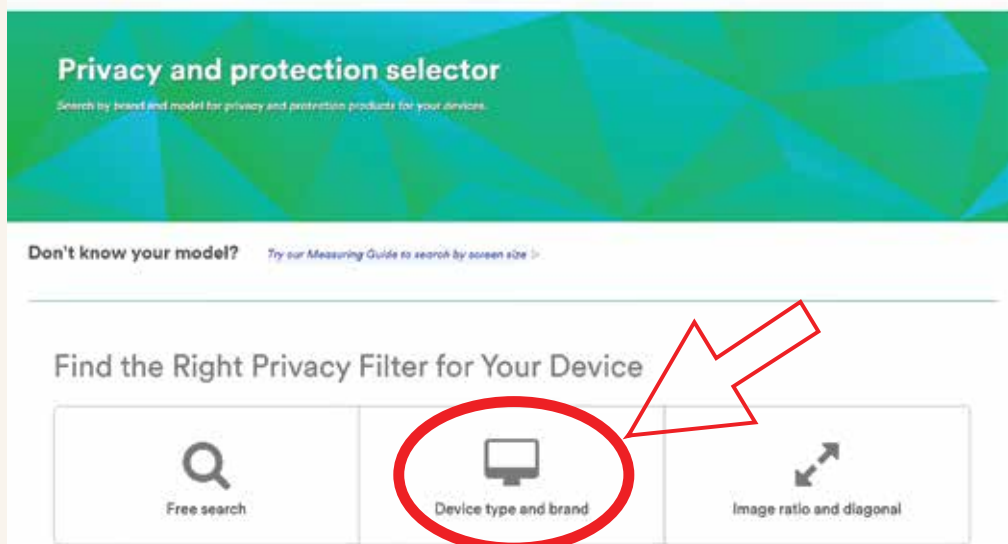 Privacy and protection selector
Search by brand and model for privacy and protection products for your devices.
Don't know your model? Try our Measuring Guide to search by screen size >
Find the Right Privacy Filter for Your Device
Free search
Device type and brand
Image ratio and diagonal